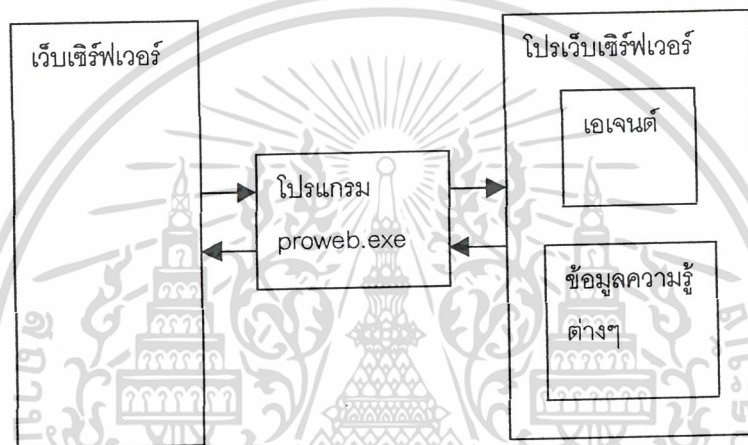 เว็บเซิร์ฟเวอร์
โปรแกรม
proweb.exe
โปรเว็บเซิร์ฟเวอร์
เอเจนต์
ข้อมูลความรู้
ต่างๆ